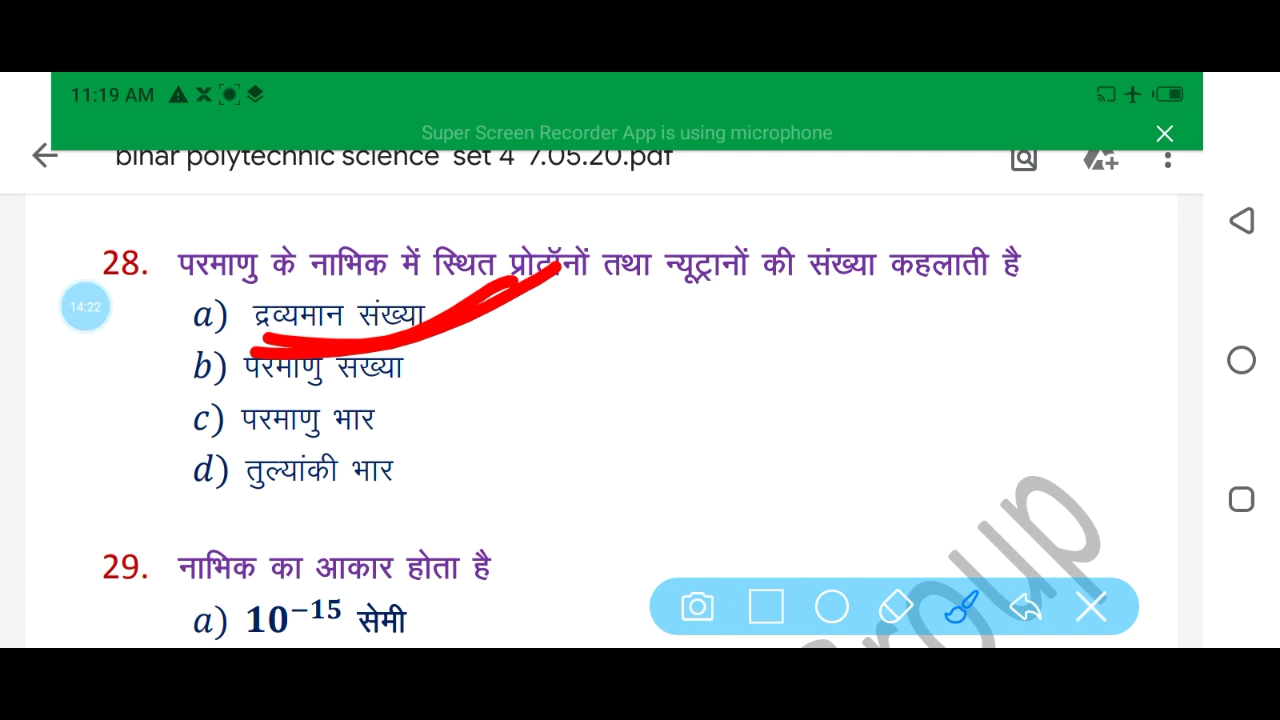 11:19 AM
Super Screen Recorder App is using microphone
bihar polytechnic science set 4 7.05.20.pdf
28. परमाणु के नाभिक में स्थित प्रोटॉनों तथा न्यूट्रानों की संख्या कहलाती है
14:22
a) द्रव्यमान संख्या
b) परमाणु संख्या
c) परमाणु भार
d) तुल्यांकी भार
29. नाभिक का आकार होता है
a) 10⁻¹⁵ सेमी